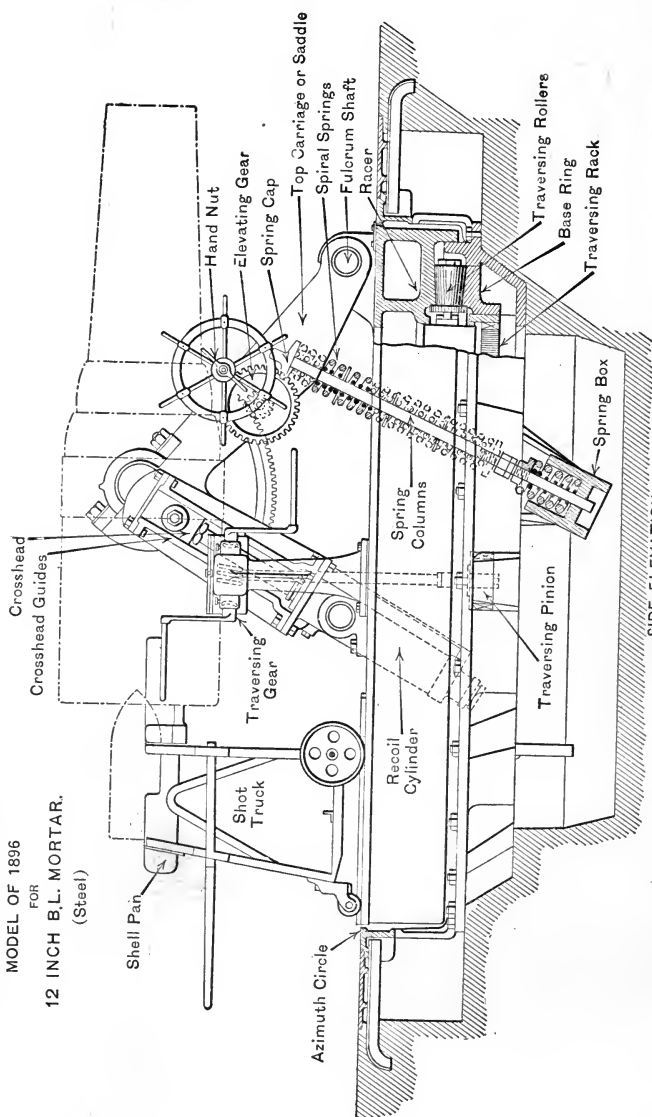 MODEL OF 1896
FOR
12 INCH B.L. MORTAR.
(Steel)
Shell Pan
Shot
Truck
Azimuth Circle
Crosshead
Crosshead Guides
Traversing
Gear
Recoil
Cylinder
Hand Nut
Elevating Gear
Spring Cap
Top Carriage or Saddle
Spiral Springs
Fulcrum Shaft
Racer
Spring
Columns
Traversing Pinion
Traversing Rollers
Base Ring
Traversing Rack
Spring Box
SIDE ELEVATION